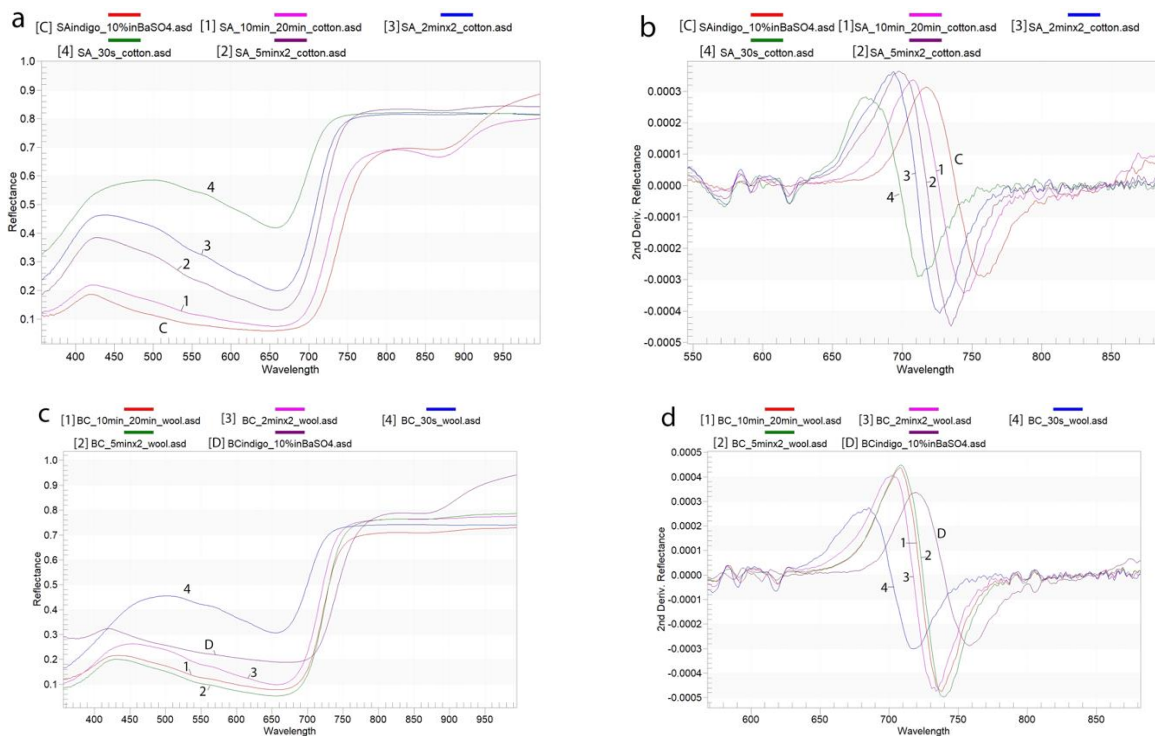 a
[C] SAindigo_10%inBaSO4.asd [1] SA_10min_20min_cotton.asd [3] SA_2minx2_cotton.asd
[4] SA_30s_cotton.asd [2] SA_5minx2_cotton.asd
1.0
0.9
0.8
0.7
0.6
0.5
0.4
0.3
0.2
0.1
Reflectance
4
3
2
1
C
400 450 500 550 600 650 700 750 800 850 900 950
Wavelength
b
[C] SAindigo_10%inBaSO4.asd [1]SA_10min_20min_cotton.asd [3] SA_2minx2_cotton.asd
[4] SA_30s_cotton.asd [2] SA_5minx2_cotton.asd
0.0003
0.0002
0.0001
0.0000
-0.0001
-0.0002
-0.0003
-0.0004
-0.0005
2nd Deriv. Reflectance
C
1
2
3
4
550 600 650 700 750 800 850
Wavelength
c
[1] BC_10min_20min_wool.asd [3] BC_2minx2_wool.asd [4] BC_30s_wool.asd
[2] BC_5minx2_wool.asd [D] BCindigo_10%inBaSO4.asd
1.0
0.9
0.8
0.7
0.6
0.5
0.4
0.3
0.2
0.1
Reflectance
4
D
3
1
2
400 450 500 550 600 650 700 750 800 850 900 950
Wavelength
d
[1] BC_10min_20min_wool.asd [3] BC_2minx2_wool.asd [4] BC_30s_wool.asd
[2] BC_5minx2_wool.asd [D] BCindigo_10%inBaSO4.asd
0.0005
0.0004
0.0003
0.0002
0.0001
0.0000
-0.0001
-0.0002
-0.0003
-0.0004
-0.0005
2nd Deriv. Reflectance
D
1
2
3
4
600 650 700 750 800 850
Wavelength